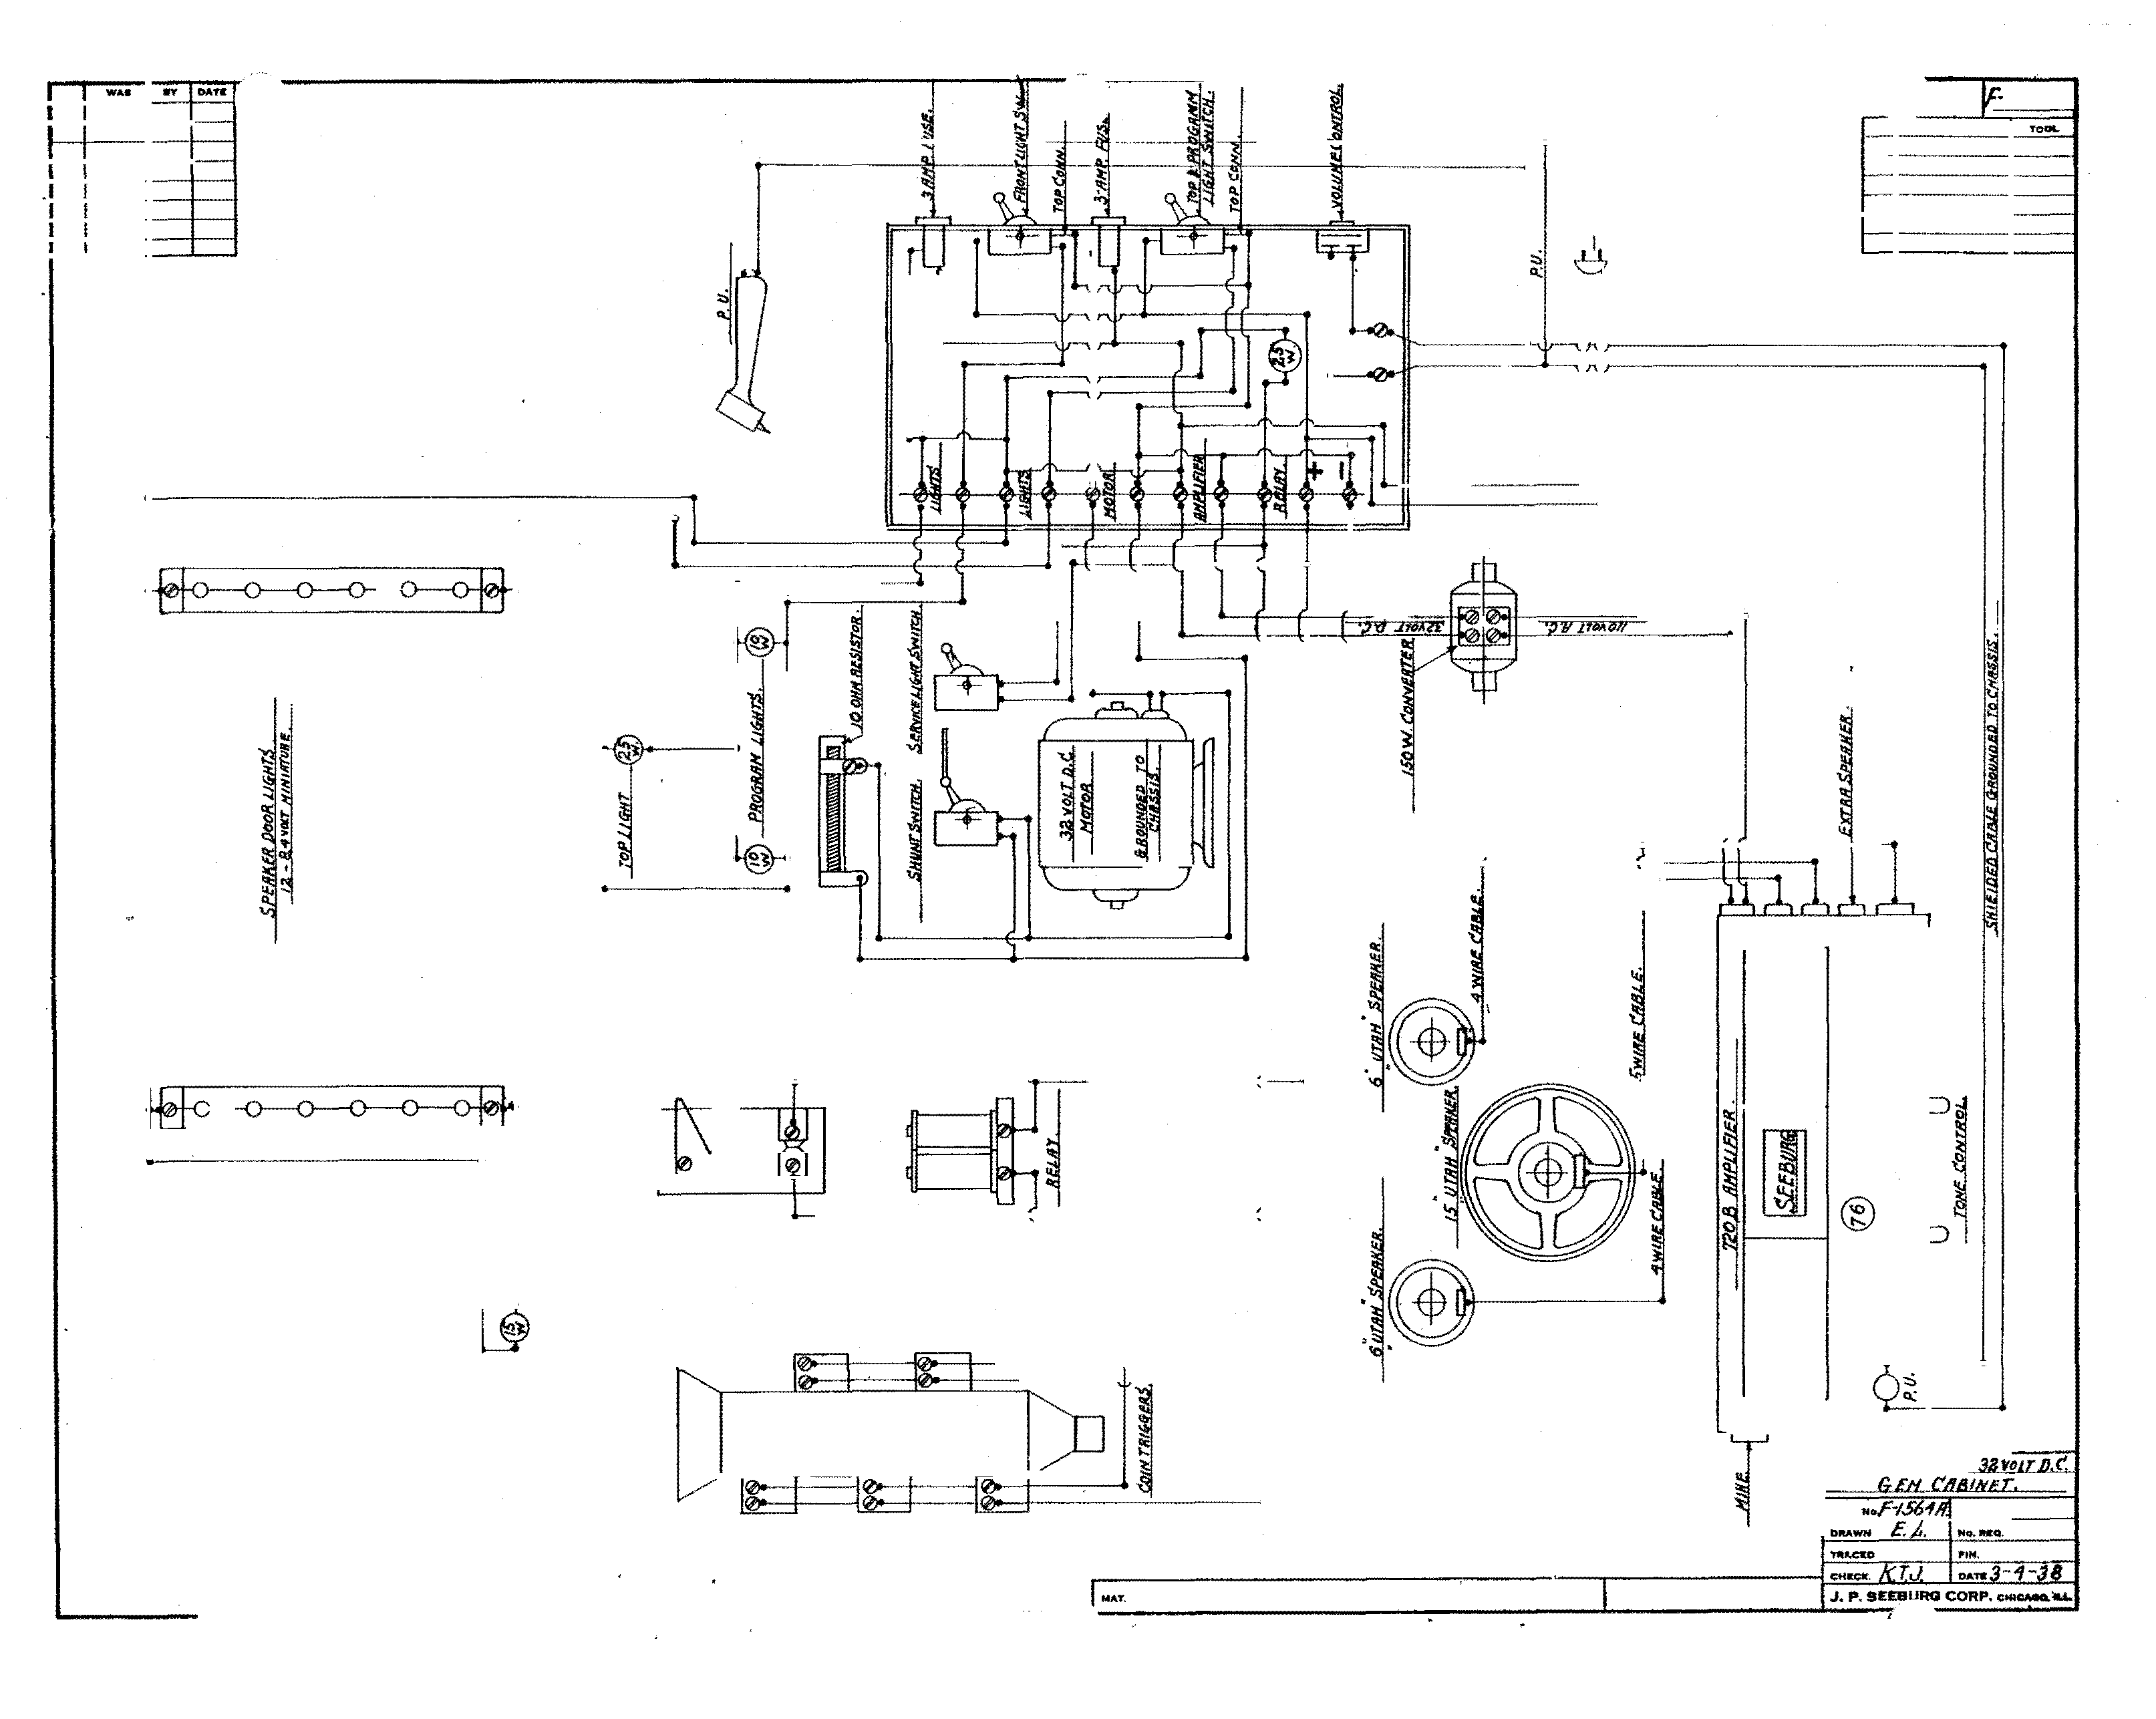 WAS BY DATE
F-
TOOL
3 AMP FUSE.
FRONT LIGHT SW.
TOP CONN.
3-AMP. FUS.
TOP & PROGRAMM
LIGHT SWITCH.
TOP CONN.
VOLUME CONTROL.
P.U.
P.U.
25 W
LIGHTS
LIGHTS
MOTOR
AMPLIFIER
RELAY.
+ -
32 VOLT D.C.
110 VOLT A.C.
150 W. CONVERTER
SPEAKER DOOR LIGHTS
12 - 8.4 VOLT MINIATURE.
TOP LIGHT
25 W.
10 W
PROGRAM LIGHTS.
10 W
10 OHM RESISTOR.
SERVICE LIGHT SWITCH
SHUNT SWITCH.
32 VOLT D.C.
MOTOR
GROUNDED TO
CHASSIS.
SHIELDED CABLE GROUNDED TO CHASSIS.
EXTRA SPEAKER.
6" "UTAH" SPEAKER.
4 WIRE CABLE.
5 WIRE CABLE.
15" "UTAH" SPEAKER
4 WIRE CABLE.
6" "UTAH" SPEAKER.
720 B AMPLIFIER.
SEEBURG
76
TONE CONTROL.
P.U.
MIKE
RELAY.
15 W
COIN TRIGGERS.
32 VOLT D.C.
GEM CABINET.
No. F-1564A
DRAWN E.L. No. REQ.
TRACED FIN.
CHECK. K.T.J. DATE 3-4-38
MAT.
J. P. SEEBURG CORP. CHICAGO, ILL.